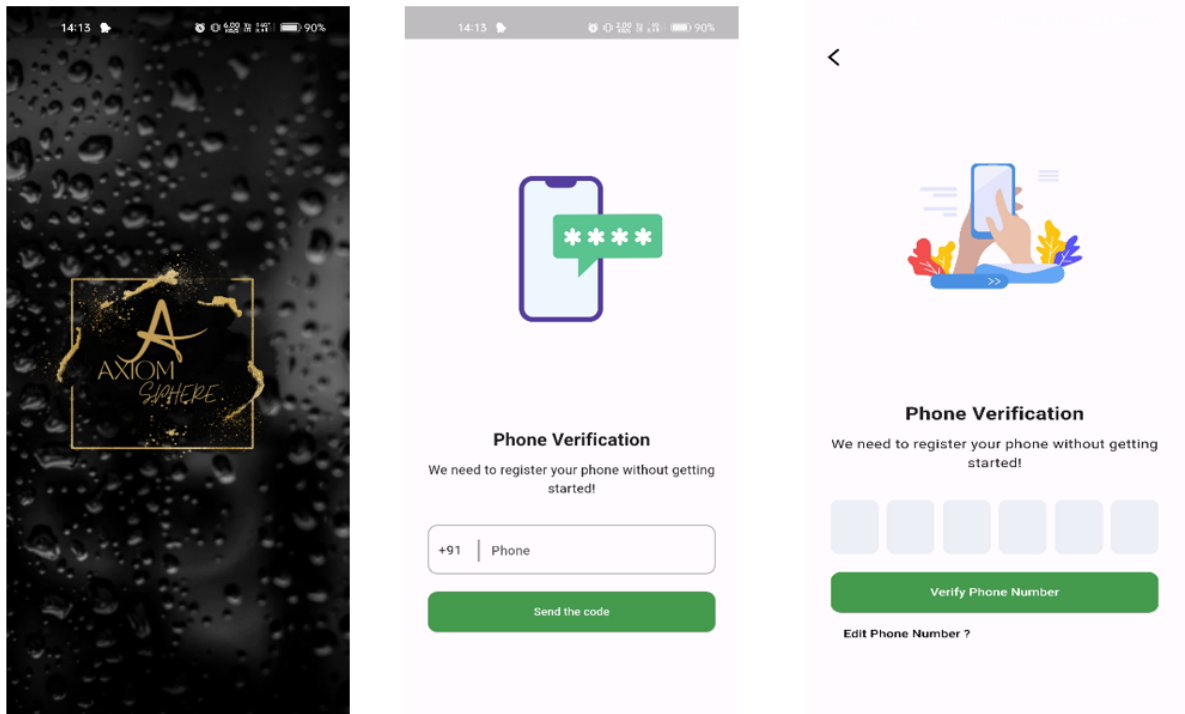 14:13
90%
AXIOM
SPHERE
14:13
90%
****
Phone Verification
We need to register your phone without getting
started!
+91
Phone
Send the code
>>
Phone Verification
We need to register your phone without getting
started!
Verify Phone Number
Edit Phone Number ?